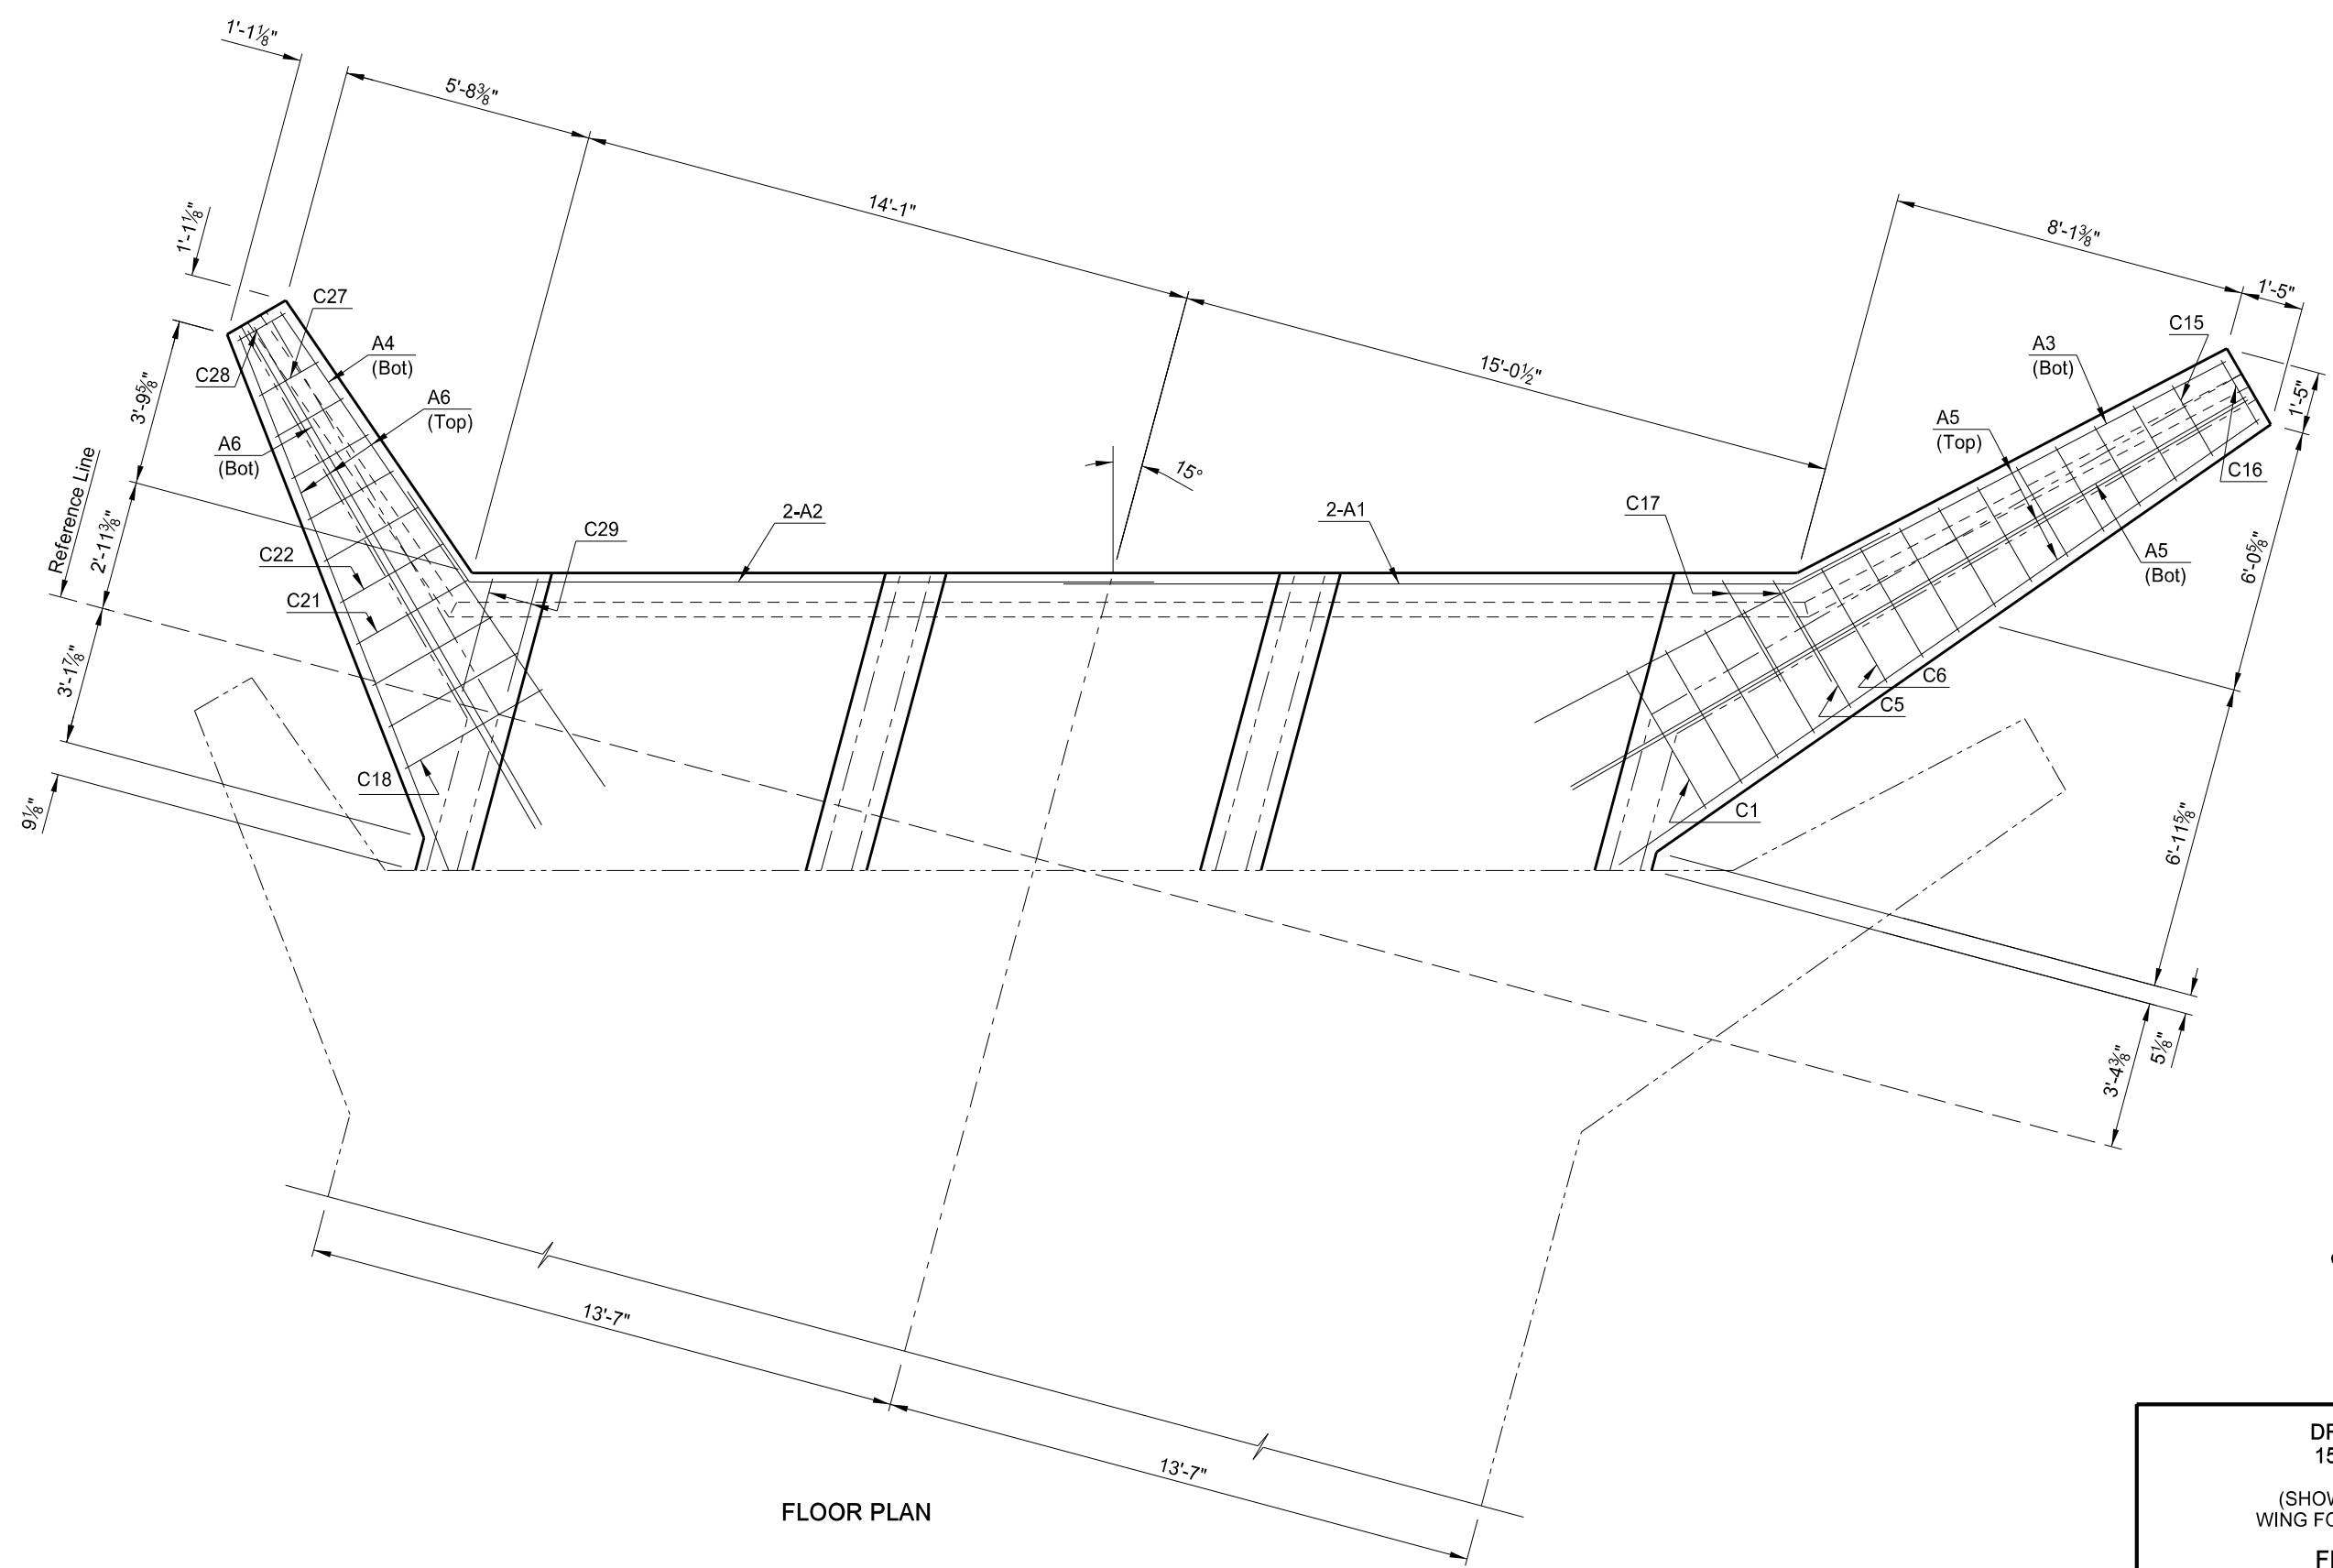 1'-1⅛"
5'-8⅜"
14'-1"
1'-1⅛"
8'-1⅜"
1'-5"
C27
C28
A4
(Bot)
A6
(Top)
A6
(Bot)
3'-9⅝"
15'-0½"
15°
A3
(Bot)
C15
1'-5"
A5
(Top)
C16
Reference Line
2'-11⅜"
2-A2
C29
2-A1
C17
C22
C21
A5
(Bot)
6'-0⅝"
3'-1⅞"
C6
C5
C18
C1
9⅛"
6'-11⅝"
5⅛"
3'-4⅜"
13'-7"
13'-7"
FLOOR PLAN
15
(SHOW
WING FO